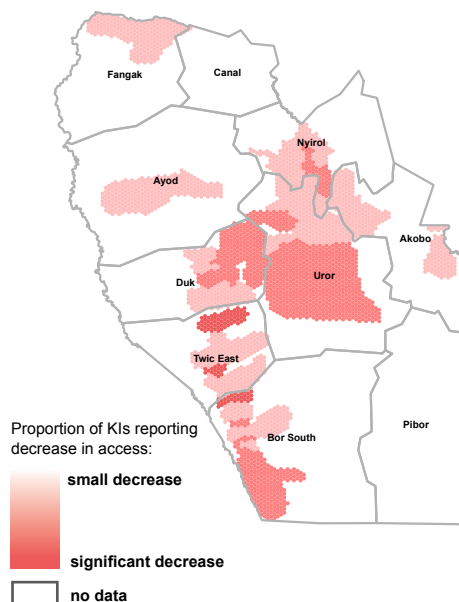 Fangak
Canal
Nyirol
Ayod
Akobo
Duk
Uror
Twic East
Bor South
Pibor
Proportion of KIs reporting
decrease in access:
small decrease
significant decrease
no data